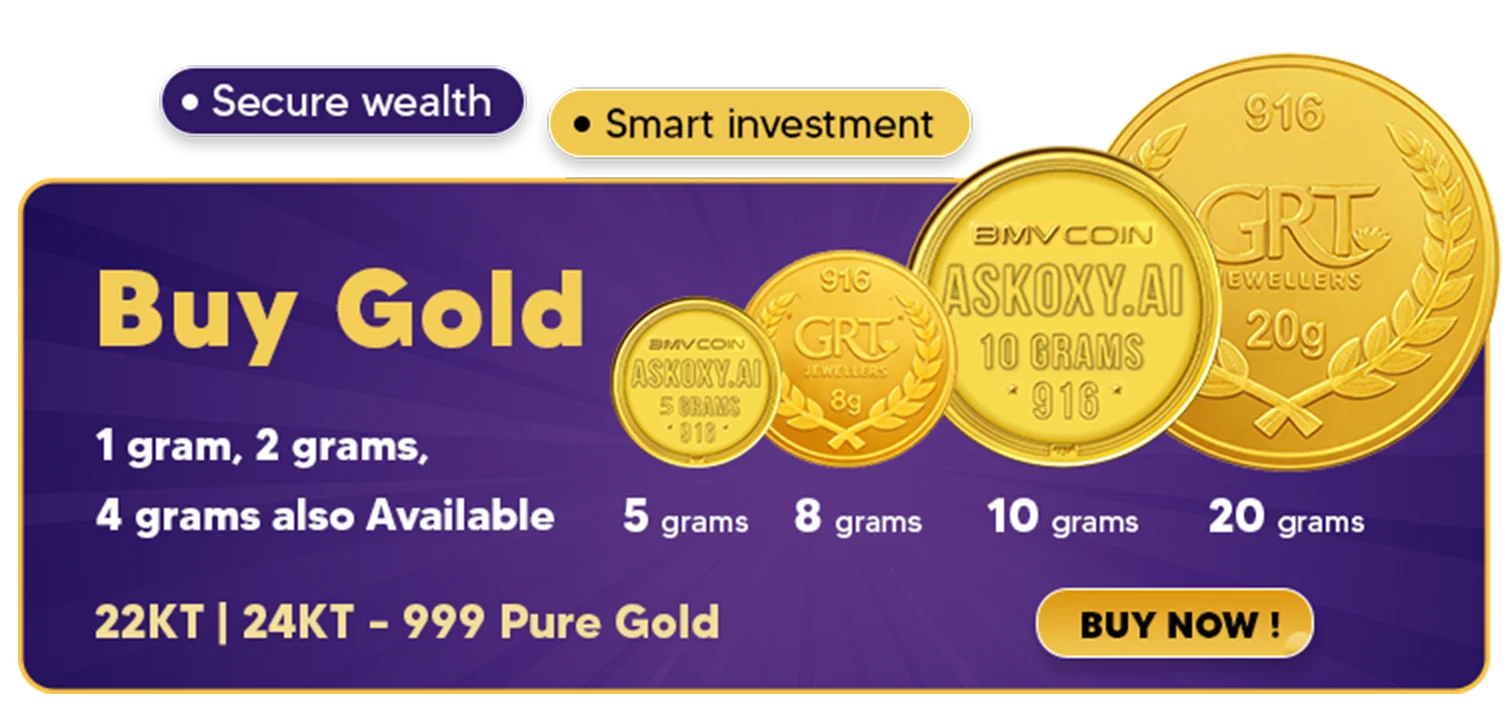 • Secure wealth
• Smart investment
Buy Gold
1 gram, 2 grams,
4 grams also Available
22KT | 24KT - 999 Pure Gold
BMV COIN
ASKOXY.AI
5 GRAMS
916
916
GRT
JEWELLERS
8g
BMV COIN
ASKOXY.AI
10 GRAMS
916
916
GRT
JEWELLERS
20g
5 grams
8 grams
10 grams
20 grams
BUY NOW !